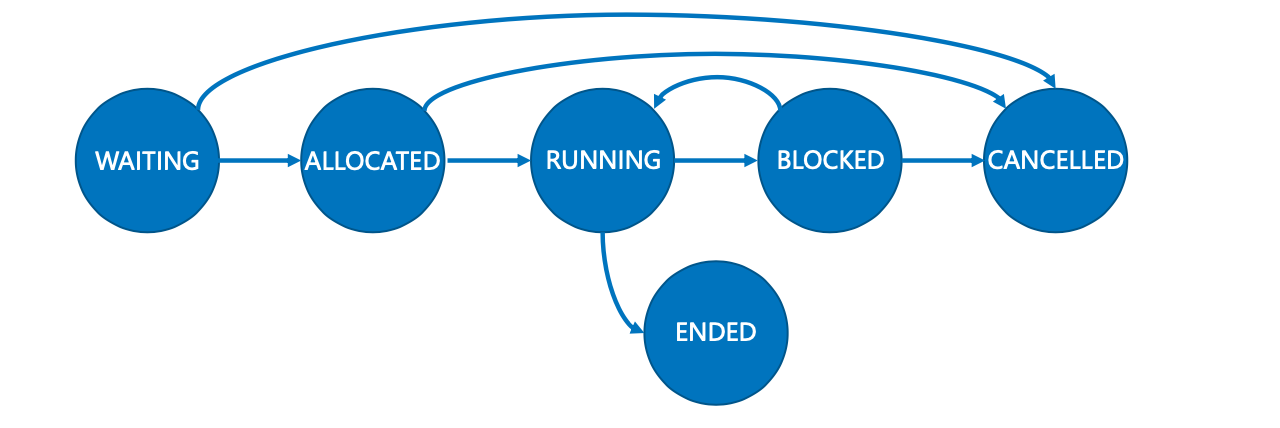 WAITING
ALLOCATED
RUNNING
BLOCKED
CANCELLED
ENDED